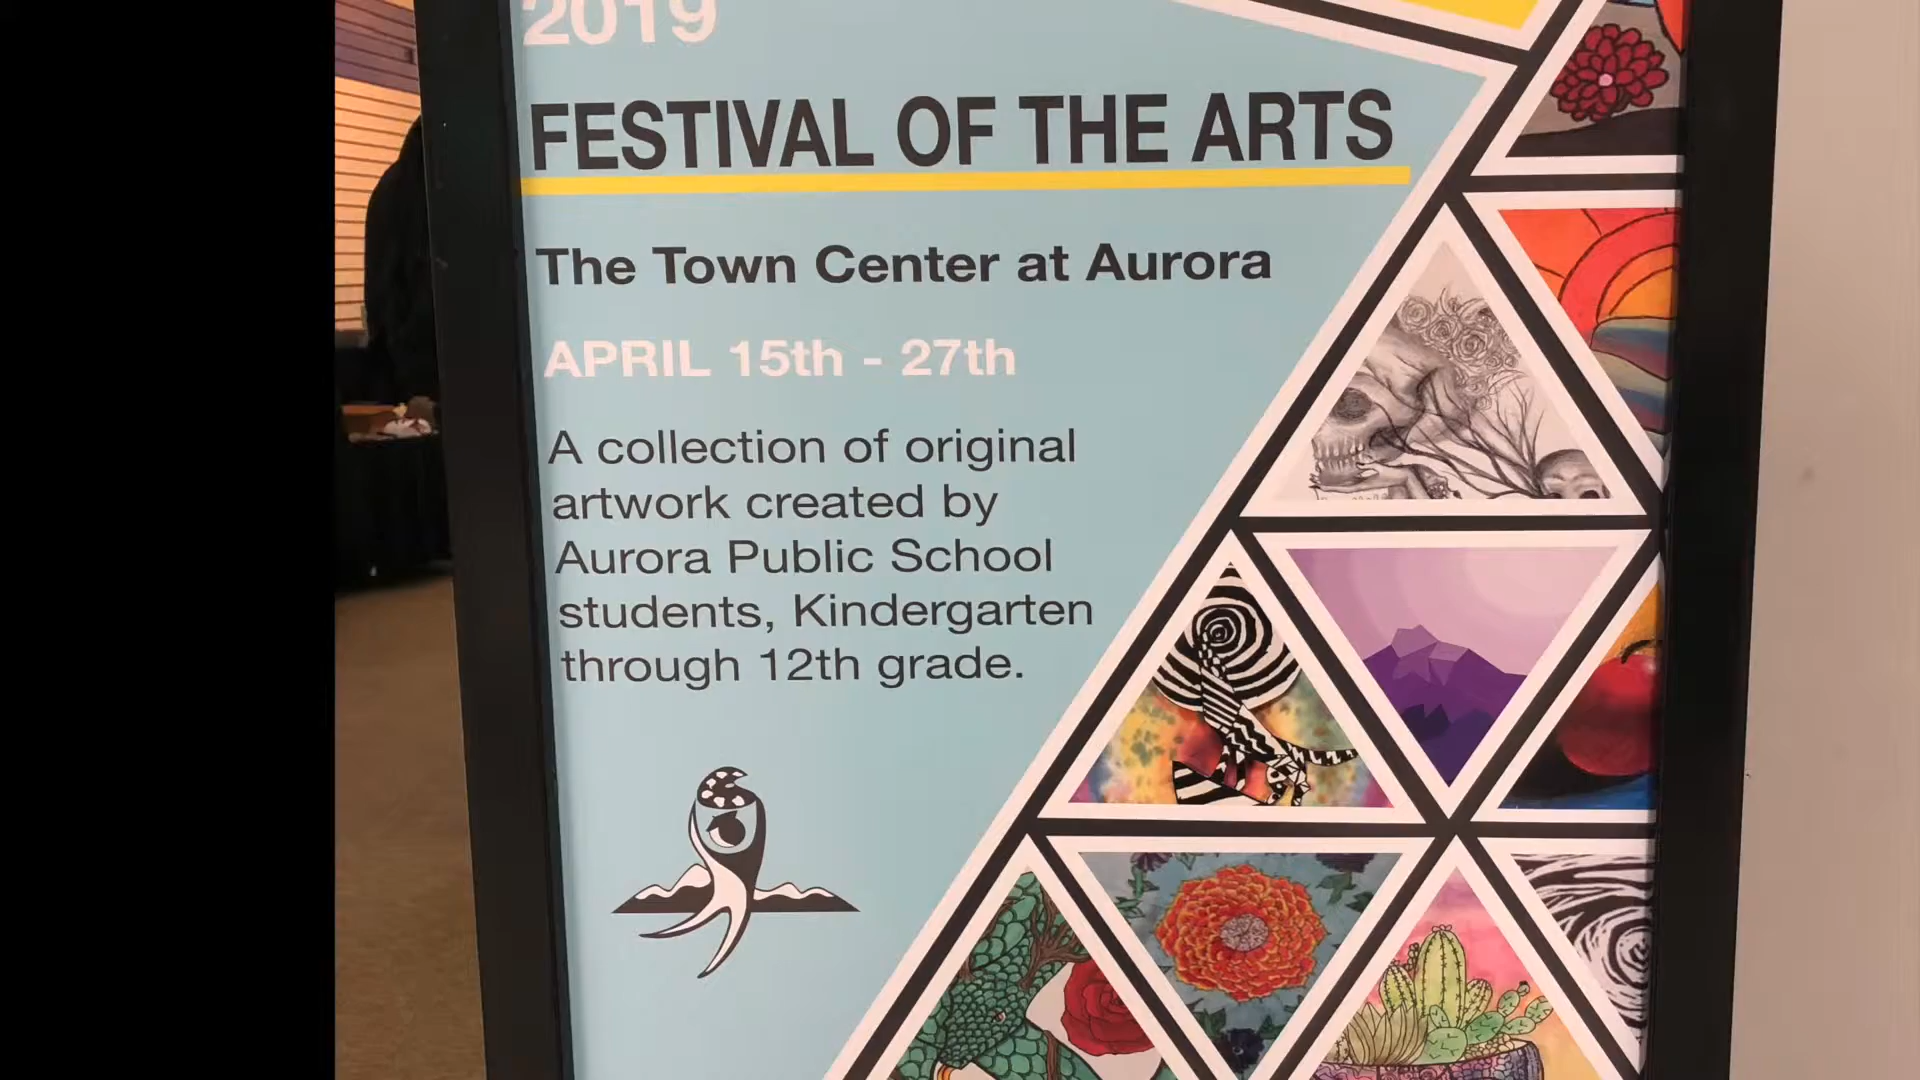 2019
FESTIVAL OF THE ARTS
The Town Center at Aurora
APRIL 15th - 27th
A collection of original
artwork created by
Aurora Public School
students, Kindergarten
through 12th grade.